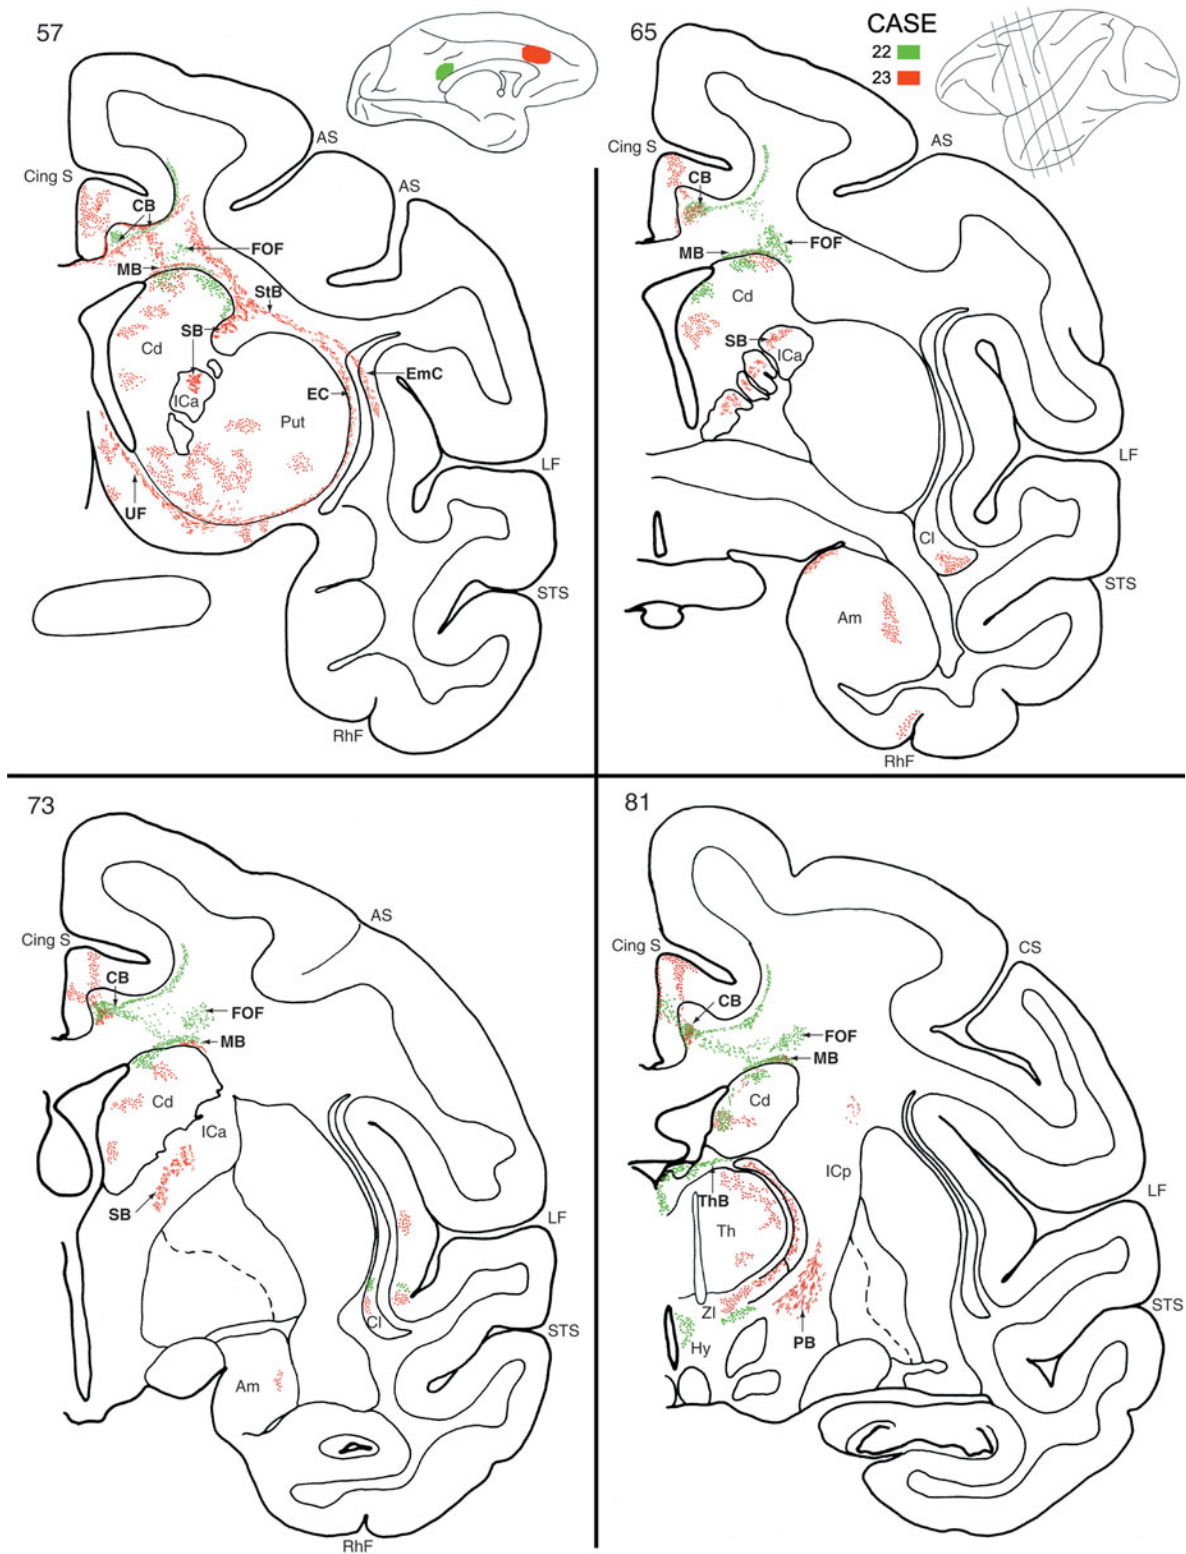 57
AS
Cing S
CB
AS
FOF
MB
StB
SB
Cd
EmC
ICa
EC
Put
LF
UF
STS
RhF
65
CASE
22
23
AS
Cing S
CB
FOF
MB
Cd
SB
ICa
LF
Cl
STS
Am
RhF
73
AS
Cing S
CB
FOF
MB
Cd
ICa
SB
LF
Cl
STS
Am
RhF
81
Cing S
CS
CB
FOF
MB
Cd
ICp
ThB
LF
Th
ZI
STS
Hy
PB